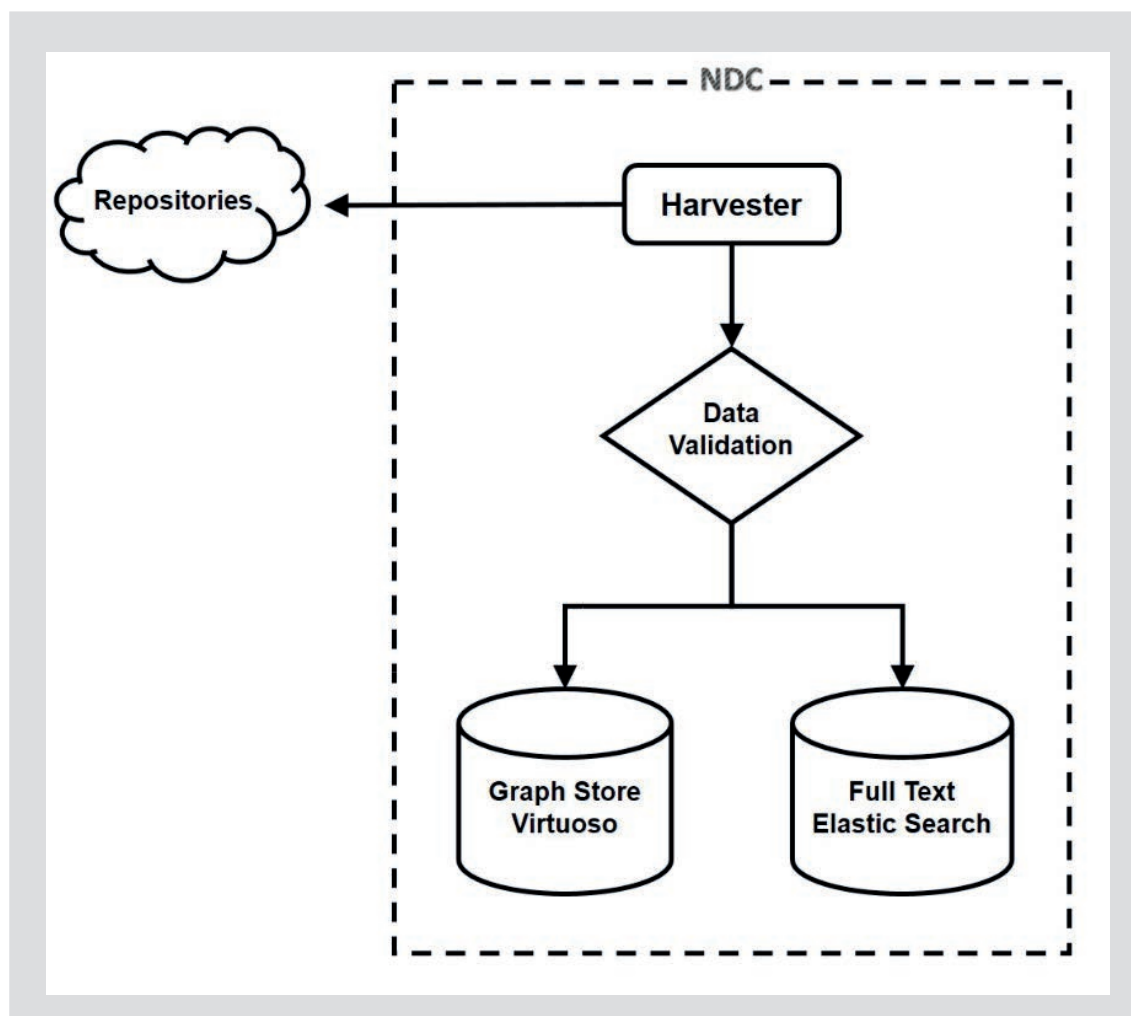 NDC
Repositories
Harvester
Data
Validation
Graph Store
Virtuoso
Full Text
Elastic Search